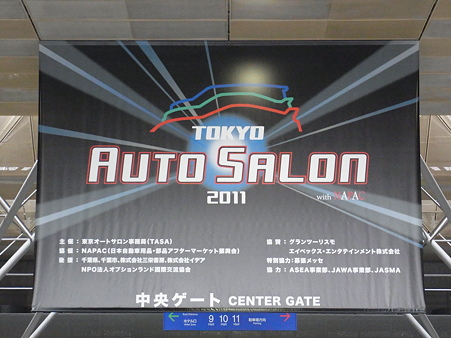 TOKYO
AUTO SALON
2011
with NAPAC
主催：東京オートサロン事務局(TASA)
協賛：グランツーリスモ
協力：NAPAC(日本自動車用品・部品アフターマーケット振興会)
エイベックス・エンタテインメント株式会社
後援：千葉県、千葉市、株式会社三栄書房、株式会社イデア
特別協力：幕張メッセ
NPO法人オプションランド国際交流協会
協力：ASEA事業部、JAWA事業部、JASMA
中央ゲート CENTER GATE
9 10 11